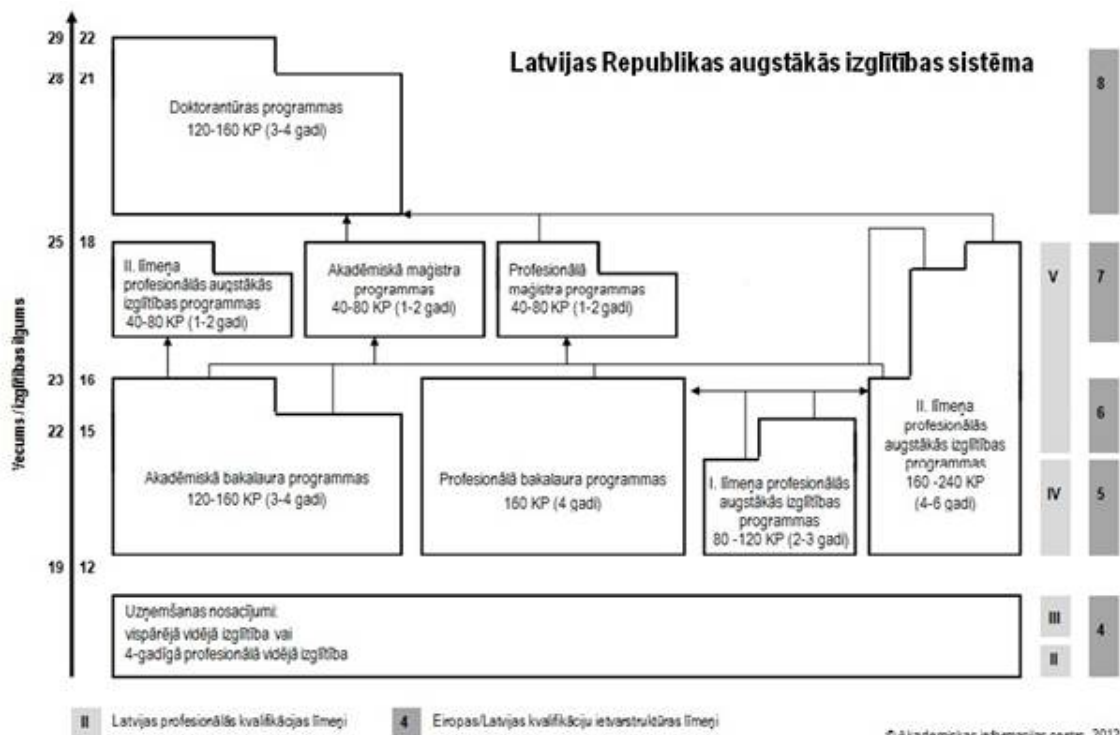 Latvijas Republikas augstākās izglītības sistēma
29 22
28 21
Doktorantūras programmas
120-160 KP (3-4 gadi)
8
25 18
II. līmeņa
profesionālās augstākās
izglītības programmas
40-80 KP (1-2 gadi)
Akadēmiskā maģistra
programmas
40-80 KP (1-2 gadi)
Profesionālā
maģistra programmas
40-80 KP (1-2 gadi)
V
7
Vecums / izglītības ilgums
23 16
22 15
Akadēmiskā bakalaura programmas
120-160 KP (3-4 gadi)
Profesionālā bakalaura programmas
160 KP (4 gadi)
I. līmeņa profesionālās
augstākās izglītības
programmas
80 -120 KP (2-3 gadi)
II. līmeņa
profesionālās
augstākās izglītības
programmas
160 -240 KP
(4-6 gadi)
6
IV
5
19 12
Uzņemšanas nosacījumi:
vispārējā vidējā izglītība vai
4-gadīgā profesionālā vidējā izglītība
III
II
4
II Latvijas profesionālās kvalifikācijas līmeņi
4 Eiropas/Latvijas kvalifikāciju ietvarstruktūras līmeņi